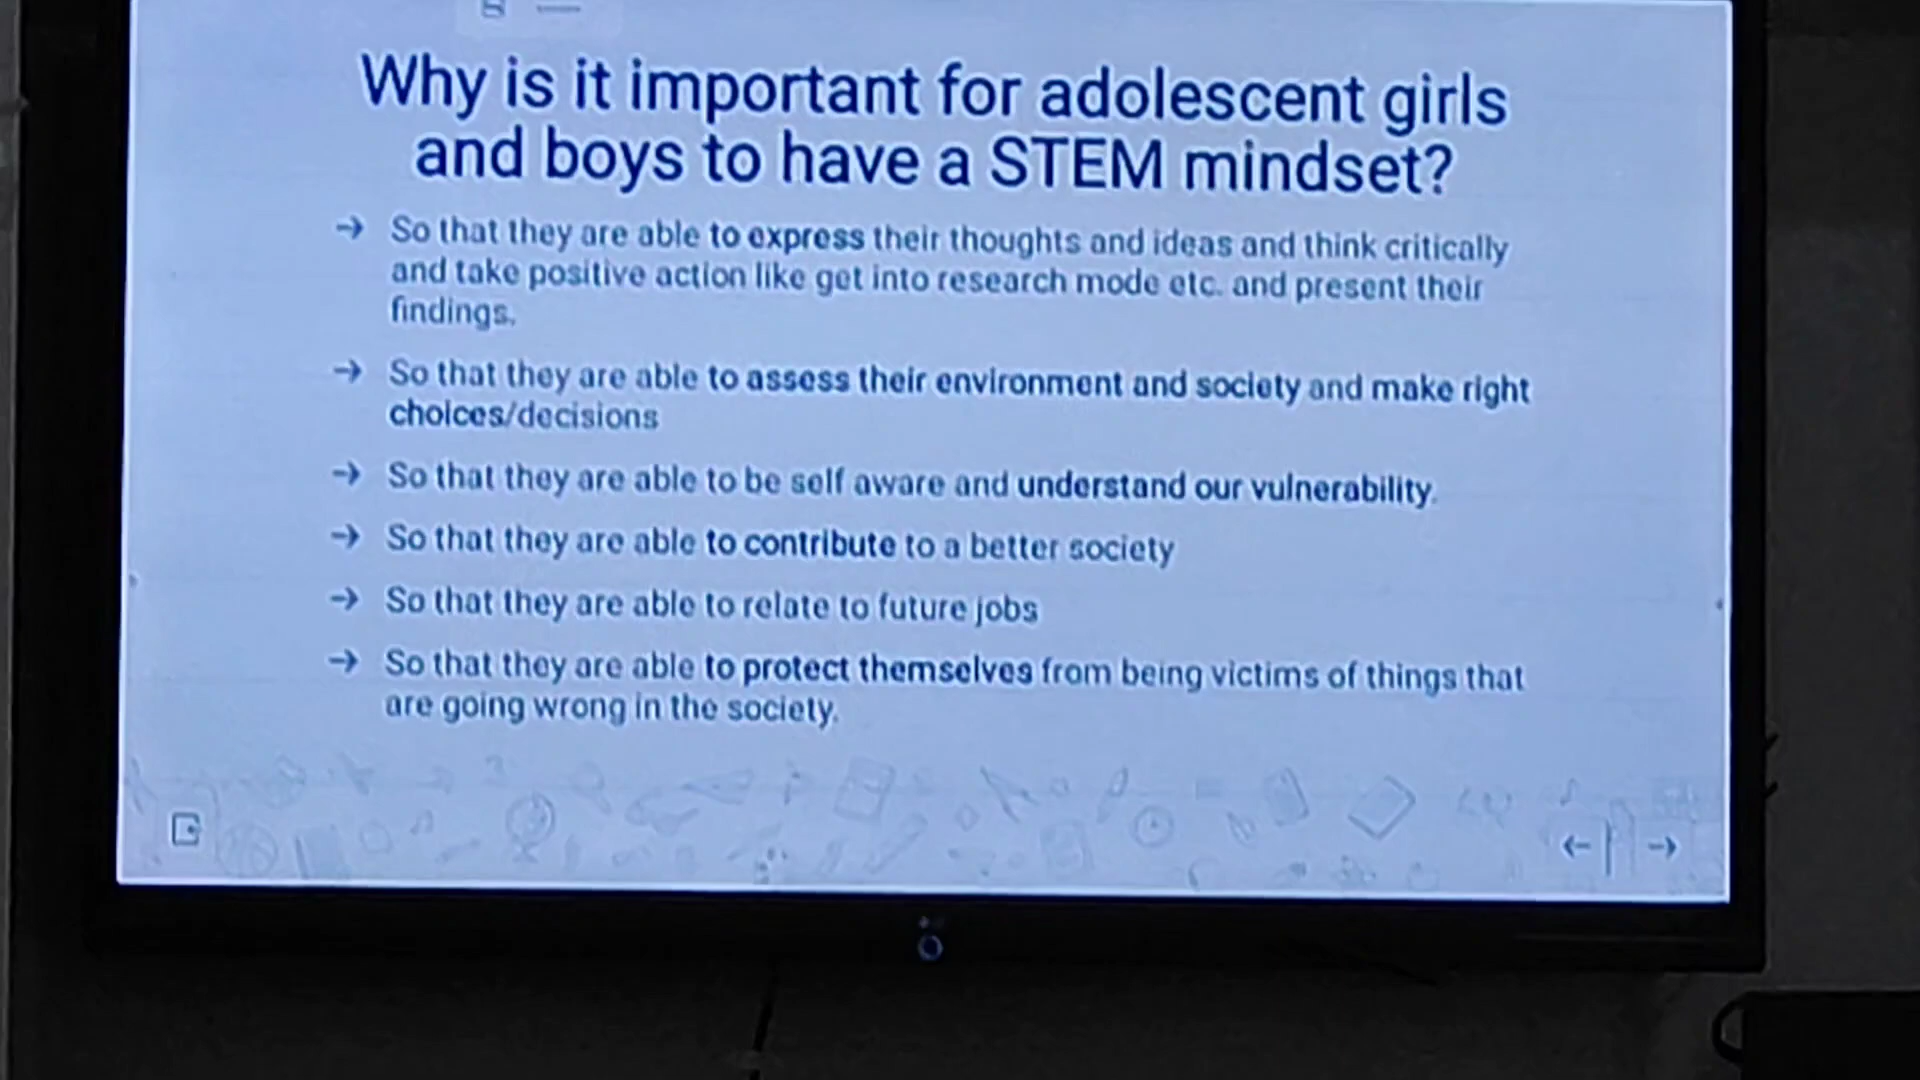 Why is it important for adolescent girls
and boys to have a STEM mindset?
→ So that they are able to express their thoughts and ideas and think critically
and take positive action like get into research mode etc. and present their
findings.
→ So that they are able to assess their environment and society and make right
choices/decisions
→ So that they are able to be self aware and understand our vulnerability.
→ So that they are able to contribute to a better society
→ So that they are able to relate to future jobs
→ So that they are able to protect themselves from being victims of things that
are going wrong in the society.